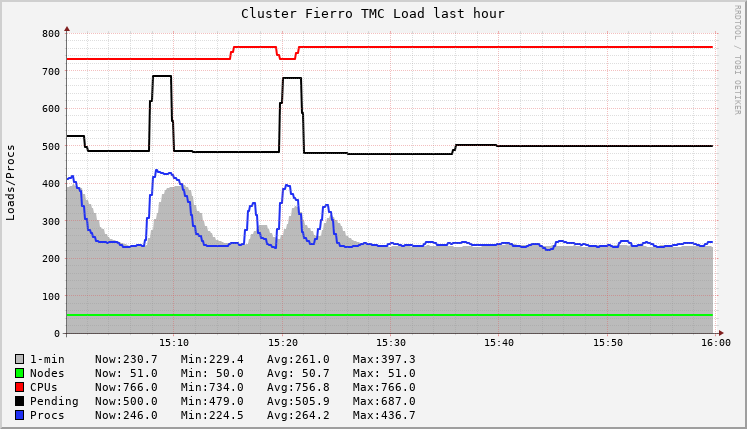 Cluster Fierro TMC Load last hour
RRDTOOL / TOBI OETIKER
Loads/Procs
800
700
600
500
400
300
200
100
0
15:10 15:20 15:30 15:40 15:50 16:00
1-min Now:230.7 Min:229.4 Avg:261.0 Max:397.3
Nodes Now: 51.0 Min: 50.0 Avg: 50.7 Max: 51.0
CPUs Now:766.0 Min:734.0 Avg:756.8 Max:766.0
Pending Now:500.0 Min:479.0 Avg:505.9 Max:687.0
Procs Now:246.0 Min:224.5 Avg:264.2 Max:436.7